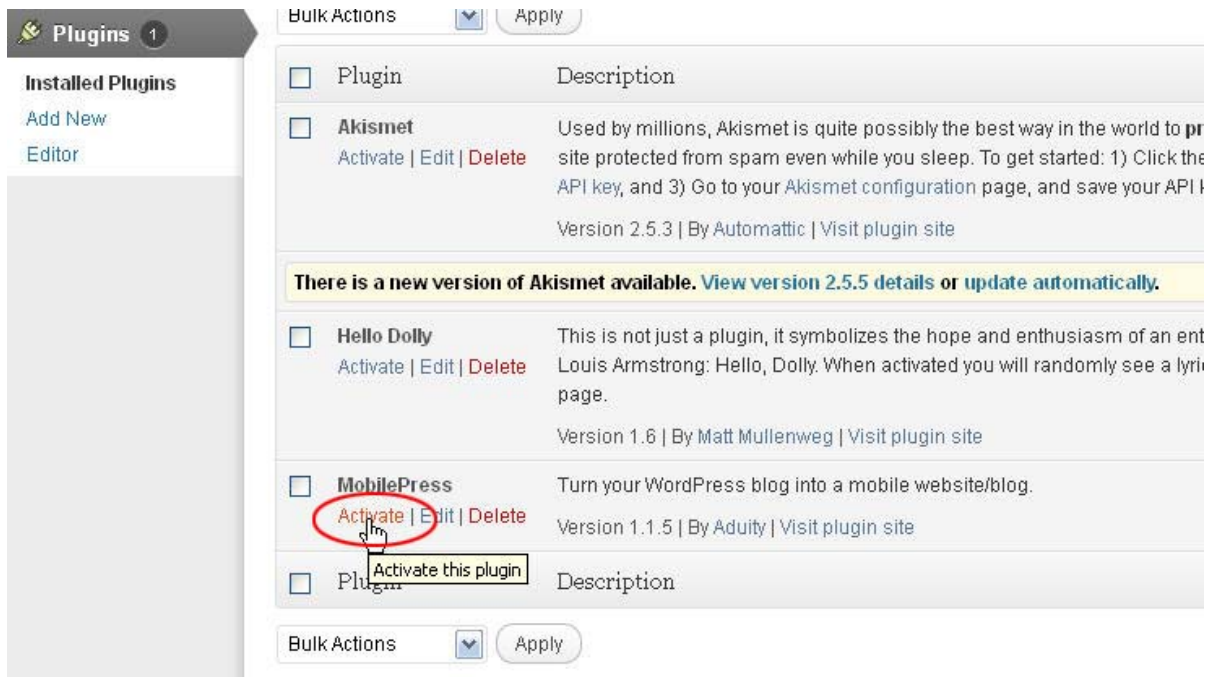 Plugins 1
Installed Plugins
Add New
Editor
Bulk Actions Apply
Plugin Description
Akismet
Activate | Edit | Delete
Used by millions, Akismet is quite possibly the best way in the world to
site protected from spam even while you sleep. To get started: 1) Click the
API key, and 3) Go to your Akismet configuration page, and save your API
Version 2.5.3 | By Automattic | Visit plugin site
There is a new version of Akismet available. View version 2.5.5 details or update automatically.
Hello Dolly
Activate | Edit | Delete
This is not just a plugin, it symbolizes the hope and enthusiasm of an
Louis Armstrong: Hello, Dolly. When activated you will randomly see a
page.
Version 1.6 | By Matt Mullenweg | Visit plugin site
MobilePress
Activate | Edit | Delete
Turn your WordPress blog into a mobile website/blog.
Version 1.1.5 | By Aduity | Visit plugin site
Activate this plugin
Plugin Description
Bulk Actions Apply